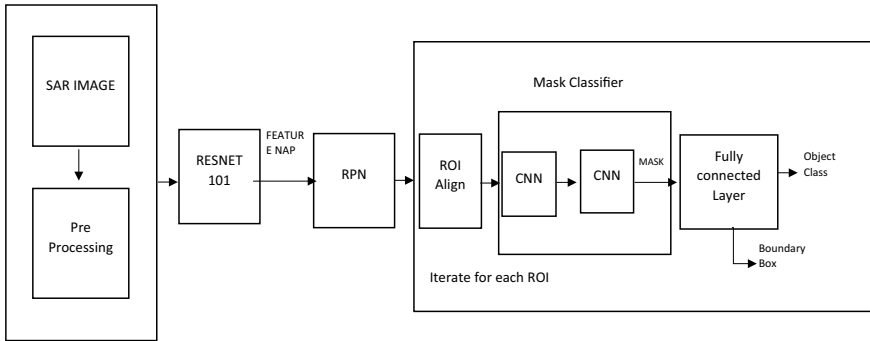 SAR IMAGE
Pre
Processing
RESNET
101
FEATUR
E NAP
RPN
Mask Classifier
ROI
Align
CNN
CNN
MASK
Fully
connected
Layer
Object
Class
Boundary
Box
Iterate for each ROI